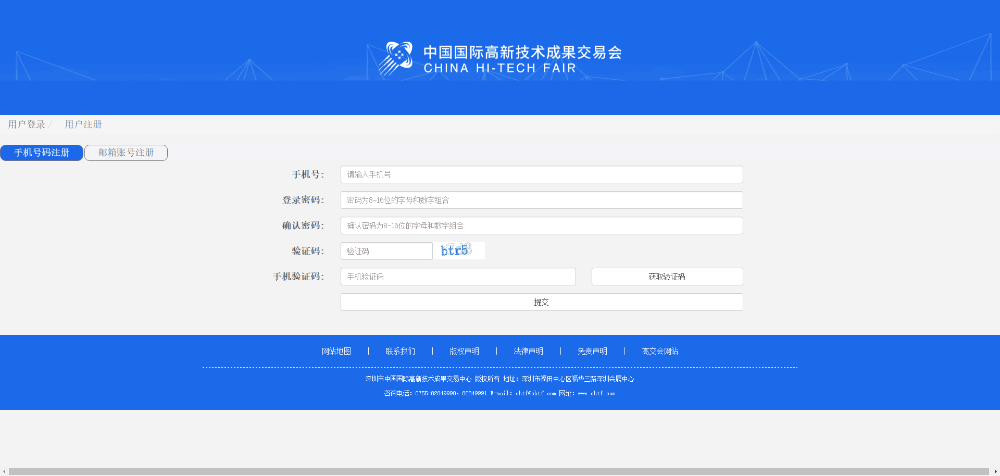 中国国际高新技术成果交易会
CHINA HI-TECH FAIR
用户登录 / 用户注册
手机号码注册 邮箱账号注册
手机号： 请输入手机号
登录密码： 密码为8-16位的字母和数字组合
确认密码： 确认密码为8-16位的字母和数字组合
验证码： 验证码 btr5
手机验证码： 手机验证码 获取验证码
提交
网站地图 | 联系我们 | 版权声明 | 法律声明 | 免责声明 | 高交会网站
深圳市中国国际高新技术成果交易中心 版权所有 地址：深圳市福田中心区福华三路深圳会展中心
咨询电话：0755-82849990，82849991 E-mail：chtf@chtf.com 网址：www.chtf.com